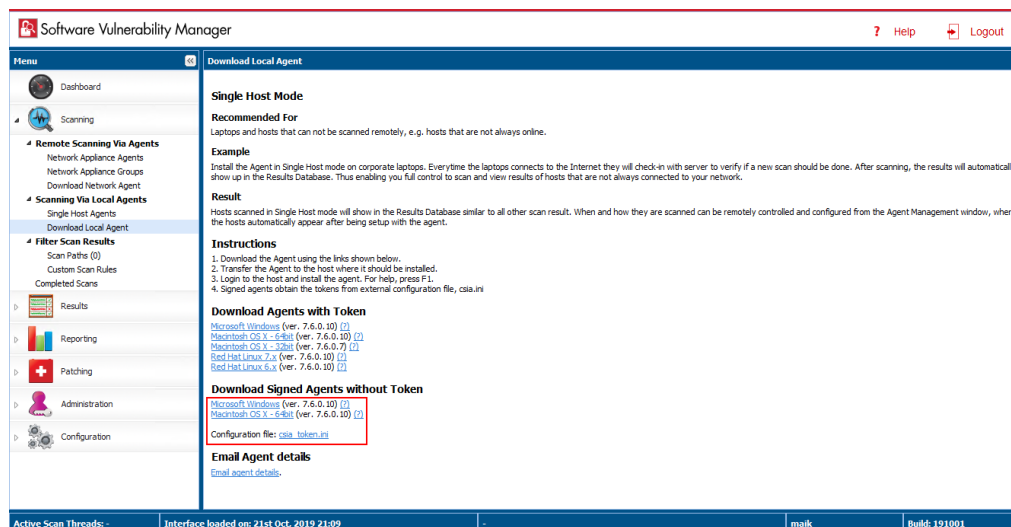 Software Vulnerability Manager
? Help
Logout
Menu
Dashboard
Scanning
Remote Scanning Via Agents
Network Appliance Agents
Network Appliance Groups
Download Network Agent
Scanning Via Local Agents
Single Host Agents
Download Local Agent
Filter Scan Results
Scan Paths (0)
Custom Scan Rules
Completed Scans
Results
Reporting
Patching
Administration
Configuration
Download Local Agent
Single Host Mode
Recommended For
Laptops and hosts that can not be scanned remotely, e.g. hosts that are not always online.
Example
Install the Agent in Single Host mode on corporate laptops. Everytime the laptops connects to the Internet they will check-in with server to verify if a new scan should be done. After scanning, the results will automaticall
show up in the Results Database. Thus enabling you full control to scan and view results of hosts that are not always connected to your network.
Result
Hosts scanned in Single Host mode will show in the Results Database similar to all other scan result. When and how they are scanned can be remotely controlled and configured from the Agent Management window, wher
the hosts automatically appear after being setup with the agent.
Instructions
1. Download the Agent using the links shown below.
2. Transfer the Agent to the host where it should be installed.
3. Login to the host and install the agent. For help, press F1.
4. Signed agents obtain the tokens from external configuration file, csia.ini
Download Agents with Token
Microsoft Windows (ver. 7.6.0.10) (?)
Macintosh OS X - 64bit (ver. 7.6.0.10) (?)
Macintosh OS X - 32bit (ver. 7.6.0.7) (?)
Red Hat Linux 7.x (ver. 7.6.0.10) (?)
Red Hat Linux 6.x (ver. 7.6.0.10) (?)
Download Signed Agents without Token
Microsoft Windows (ver. 7.6.0.10) (?)
Macintosh OS X - 64bit (ver. 7.6.0.10) (?)
Configuration file: csia_token.ini
Email Agent details
Email agent details.
Active Scan Threads: -
Interface loaded on: 21st Oct, 2019 21:09
-
maik
Build: 191001